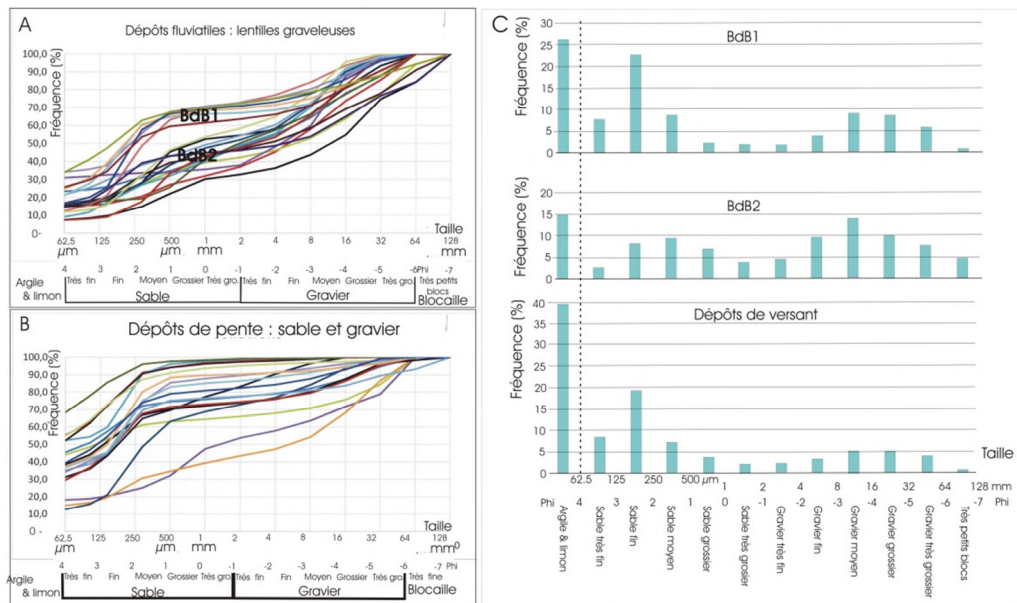 A
Dépôts fluviatiles : lentilles graveleuses
Fréquence (%)
100,0
90,0
80,0
70,0
60,0
50,0
40,0
30,0
20,0
10,0
0-
BdB1
BdB2
Taille
62,5 125 250 500 1 2 4 8 16 32 64 128
µm µm mm mm
4 3 2 1 0 -1 -2 -3 -4 -5 -6Phi -7
Argile & limon
Très fin Fin Moyen Grossier Très gro. Très fin Fin Moyen Grossier Très gro. Très petits blocs
Sable Gravier Blocaille
B
Dépôts de pente : sable et gravier
Fréquence (%)
100,0
90,0
80,0
70,0
60,0
50,0
40,0
30,0
20,0
10,0
0-
Taille
62,5 125 250 500 1 2 4 8 16 32 64 128
µm µm mm mm0
4 3 2 1 0 -1 -2 -3 -4 -5 -6 -7 Phi
Argile & limon
Très fin Fin Moyen Grossier Très gro. Très fin Fin Moyen Grossier Très gro. Très fine
Sable Gravier Blocaille
C
BdB1
Fréquence (%)
30
25
20
15
10
5
0
BdB2
Fréquence (%)
20
15
10
5
0
Dépôts de versant
Fréquence (%)
40
35
30
25
20
15
10
5
0
Taille
62.5 125 250 500 µm 1 2 4 8 16 32 64 128 mm
Phi 4 3 2 1 0 -1 -2 -3 -4 -5 -6 -7
Argile & limon
Sable très fin
Sable fin
Sable moyen
Sable grossier
Sable très grosier
Gravier très fin
Gravier fin
Gravier moyen
Gravier grossier
Gravier très grossier
Très petits blocs